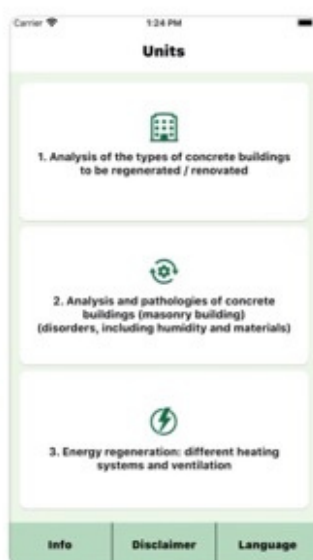 Carrier 1:24 PM
Units
1. Analysis of the types of concrete buildings
to be regenerated / renovated
2. Analysis and pathologies of concrete
buildings (masonry building)
(disorders, including humidity and materials)
3. Energy regeneration: different heating
systems and ventilation
Info Disclaimer Language